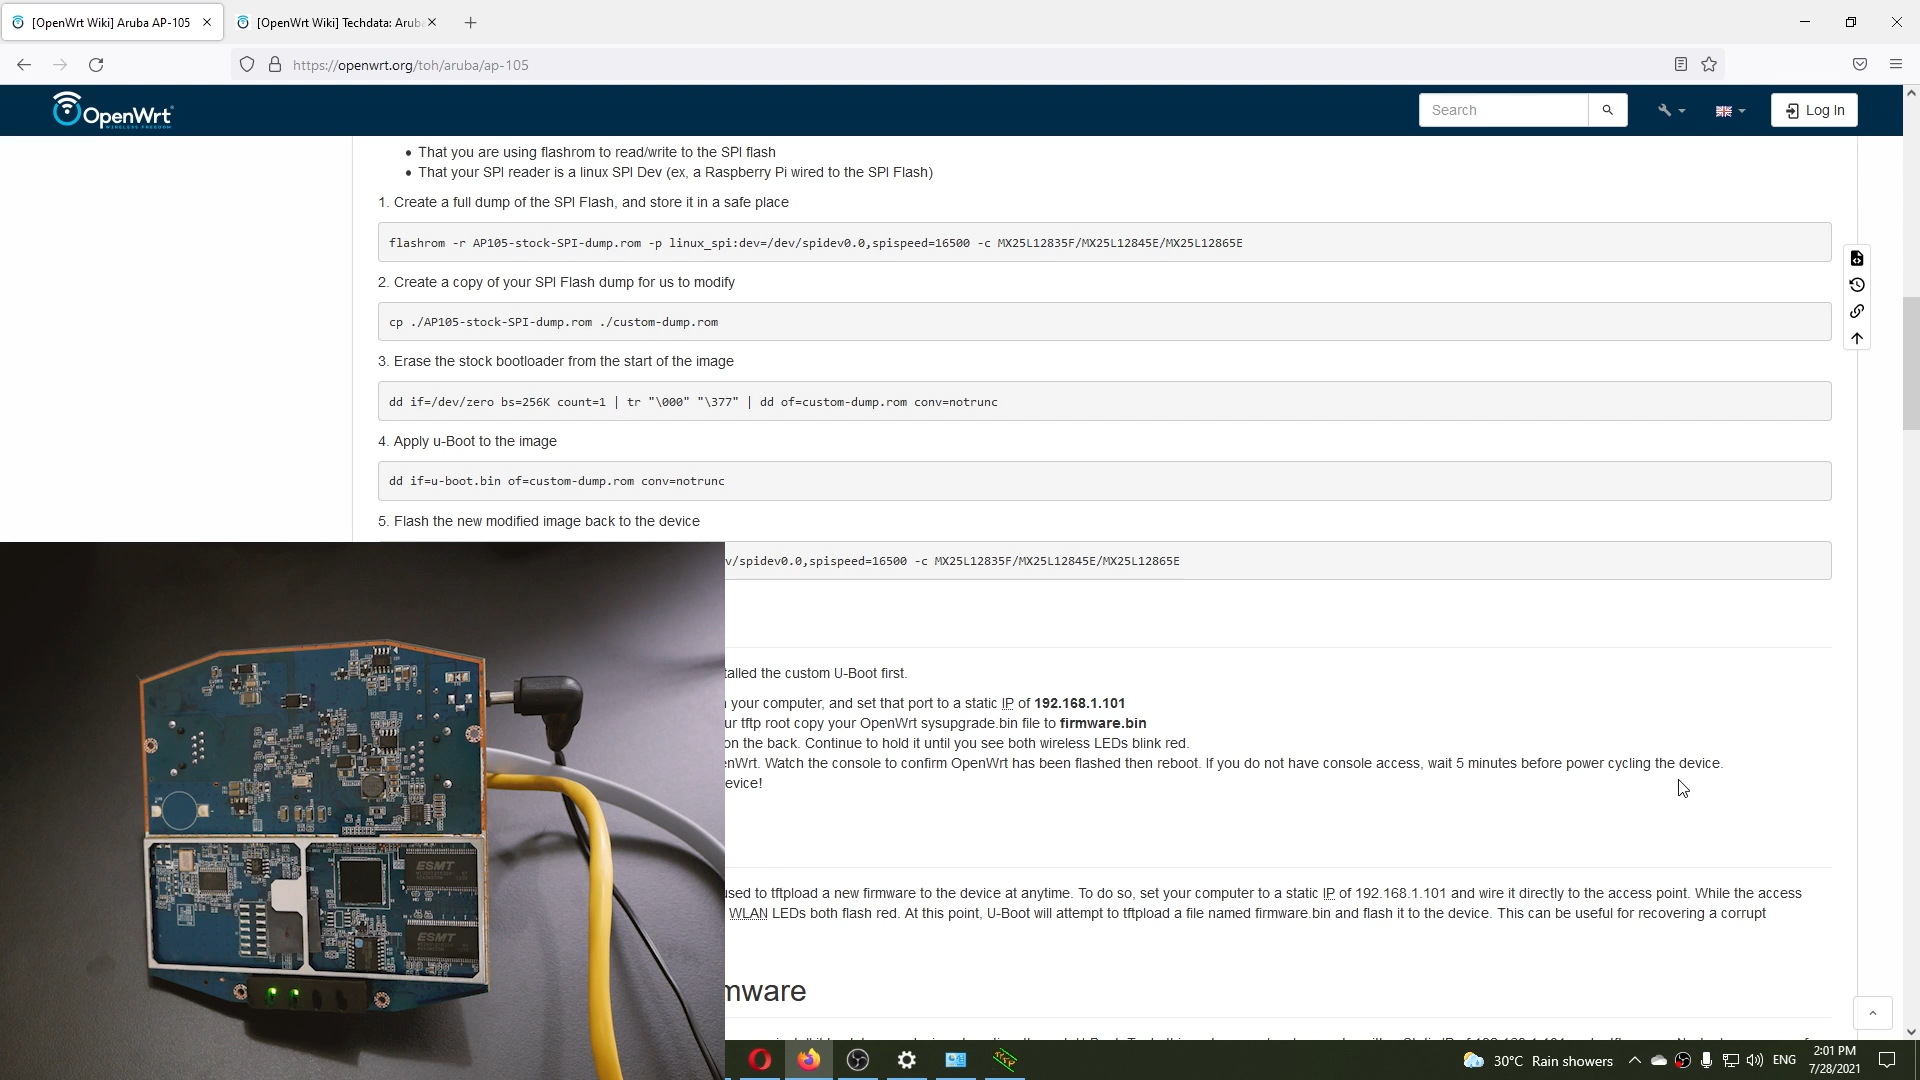 [OpenWrt Wiki] Aruba AP-105
[OpenWrt Wiki] Techdata: Arub
https://openwrt.org/toh/aruba/ap-105
OpenWrt
WIRELESS FREEDOM
Search
Log In
That you are using flashrom to read/write to the SPI flash
That your SPI reader is a linux SPI Dev (ex, a Raspberry Pi wired to the SPI Flash)
1. Create a full dump of the SPI Flash, and store it in a safe place
flashrom -r AP105-stock-SPI-dump.rom -p linux_spi:dev=/dev/spidev0.0,spispeed=16500 -c MX25L12835F/MX25L12845E/MX25L12865E
2. Create a copy of your SPI Flash dump for us to modify
cp ./AP105-stock-SPI-dump.rom ./custom-dump.rom
3. Erase the stock bootloader from the start of the image
dd if=/dev/zero bs=256K count=1 | tr "\000" "\377" | dd of=custom-dump.rom conv=notrunc
4. Apply u-Boot to the image
dd if=u-boot.bin of=custom-dump.rom conv=notrunc
5. Flash the new modified image back to the device
v/spidev0.0,spispeed=16500 -c MX25L12835F/MX25L12845E/MX25L12865E
talled the custom U-Boot first.
your computer, and set that port to a static IP of 192.168.1.101
ur tftp root copy your OpenWrt sysupgrade.bin file to firmware.bin
on the back. Continue to hold it until you see both wireless LEDs blink red.
enWrt. Watch the console to confirm OpenWrt has been flashed then reboot. If you do not have console access, wait 5 minutes before power cycling the device.
evice!
used to tftpload a new firmware to the device at anytime. To do so, set your computer to a static IP of 192.168.1.101 and wire it directly to the access point. While the access
WLAN LEDs both flash red. At this point, U-Boot will attempt to tftpload a file named firmware.bin and flash it to the device. This can be useful for recovering a corrupt
mware
ESMT
ESMT
30°C Rain showers
ENG
2:01 PM
7/28/2021